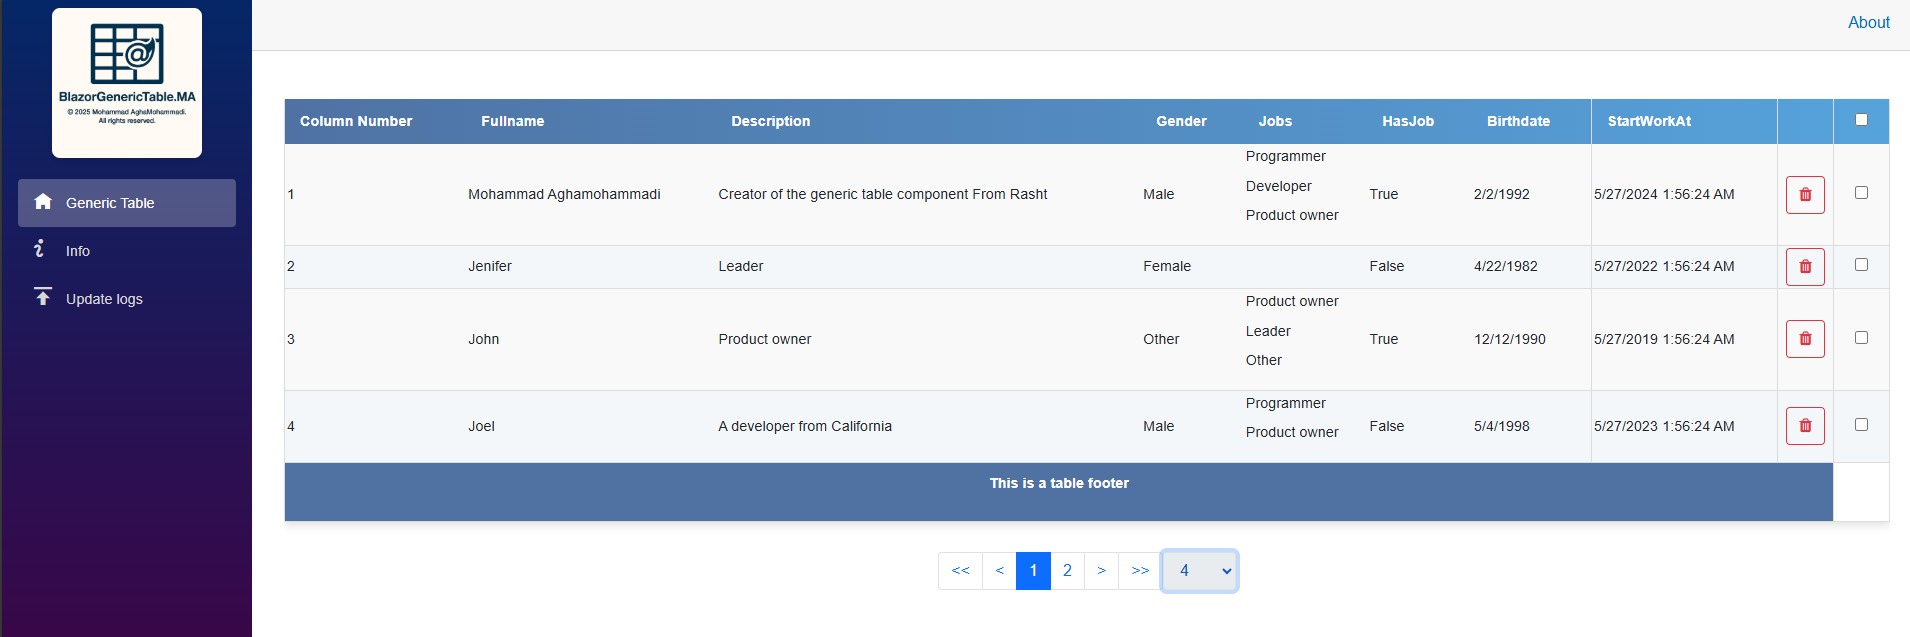 BlazorGenericTable.MA
© 2025 Mohammad AghaMohammadi.
All rights reserved.
Generic Table
Info
Update logs
About
Column Number Fullname Description Gender Jobs HasJob Birthdate StartWorkAt
1 Mohammad Aghamohammadi Creator of the generic table component From Rasht Male Programmer Developer Product owner True 2/2/1992 5/27/2024 1:56:24 AM
2 Jenifer Leader Female False 4/22/1982 5/27/2022 1:56:24 AM
3 John Product owner Other Product owner Leader Other True 12/12/1990 5/27/2019 1:56:24 AM
4 Joel A developer from California Male Programmer Product owner False 5/4/1998 5/27/2023 1:56:24 AM
This is a table footer
<< < 1 2 > >> 4